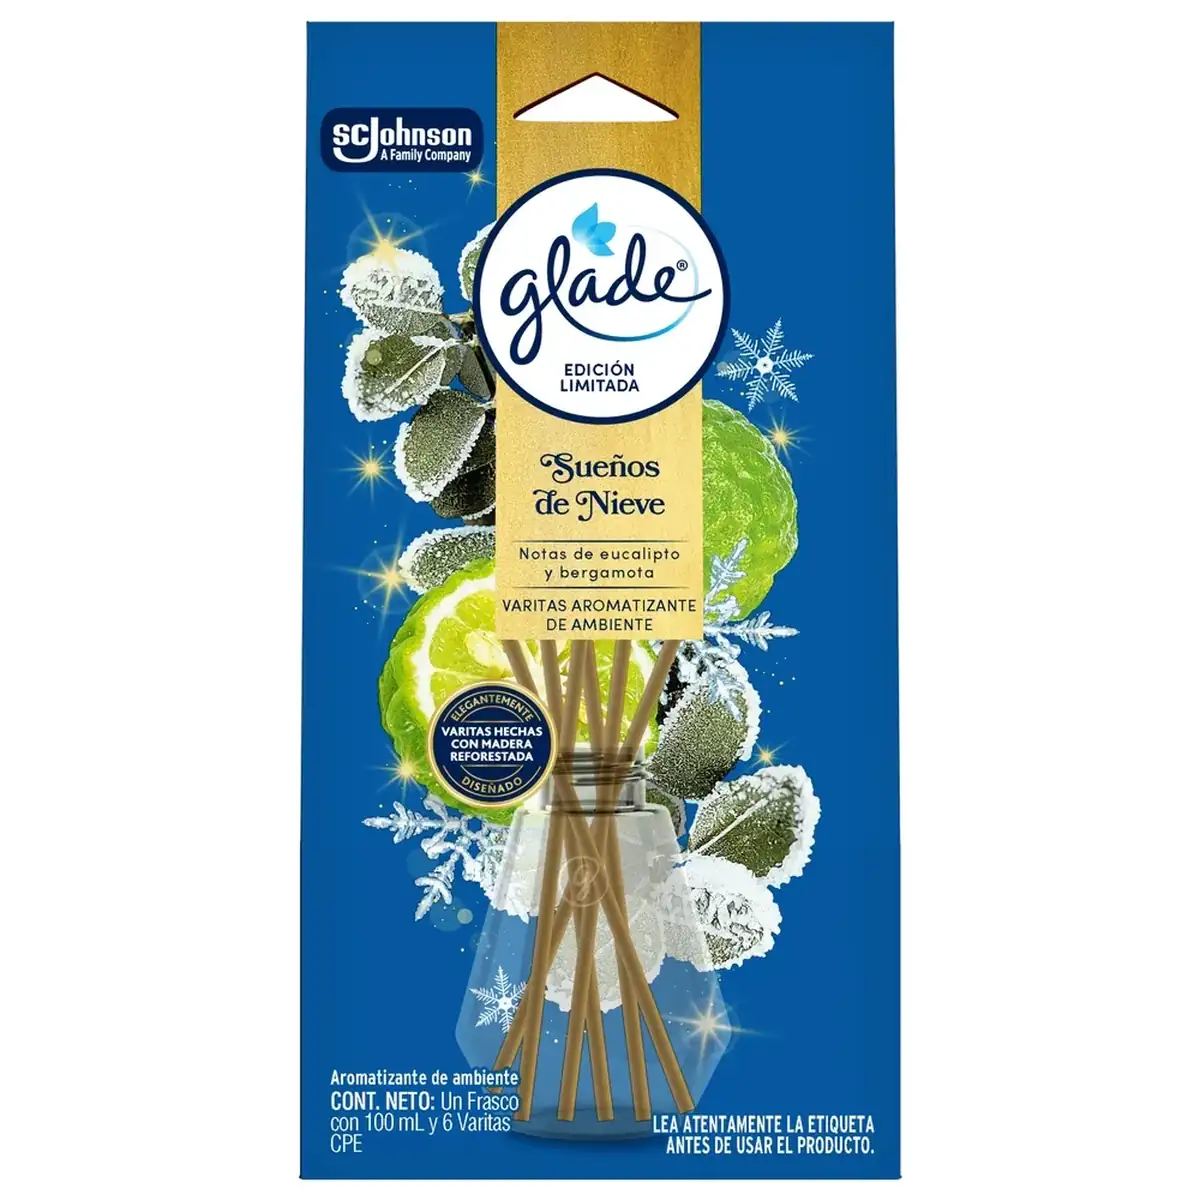 SCJohnson
A Family Company
glade®
EDICIÓN
LIMITADA
Sueños
de Nieve
Notas de eucalipto
y bergamota
VARITAS AROMATIZANTE
DE AMBIENTE
ELEGANTEMENTE
VARITAS HECHAS
CON MADERA
REFORESTADA
DISEÑADO
g
Aromatizante de ambiente
CONT. NETO: Un Frasco
con 100 mL y 6 Varitas
CPE
LEA ATENTAMENTE LA ETIQUETA
ANTES DE USAR EL PRODUCTO.